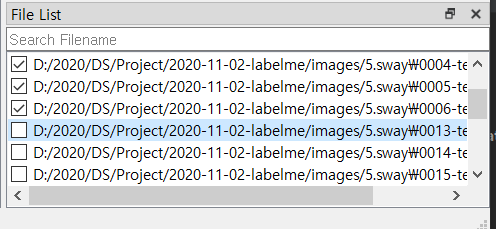 File List
Search Filename
D:/2020/DS/Project/2020-11-02-labelme/images/5.sway₩0004-te
D:/2020/DS/Project/2020-11-02-labelme/images/5.sway₩0005-te
D:/2020/DS/Project/2020-11-02-labelme/images/5.sway₩0006-te
D:/2020/DS/Project/2020-11-02-labelme/images/5.sway₩0013-te
D:/2020/DS/Project/2020-11-02-labelme/images/5.sway₩0014-te
D:/2020/DS/Project/2020-11-02-labelme/images/5.sway₩0015-te